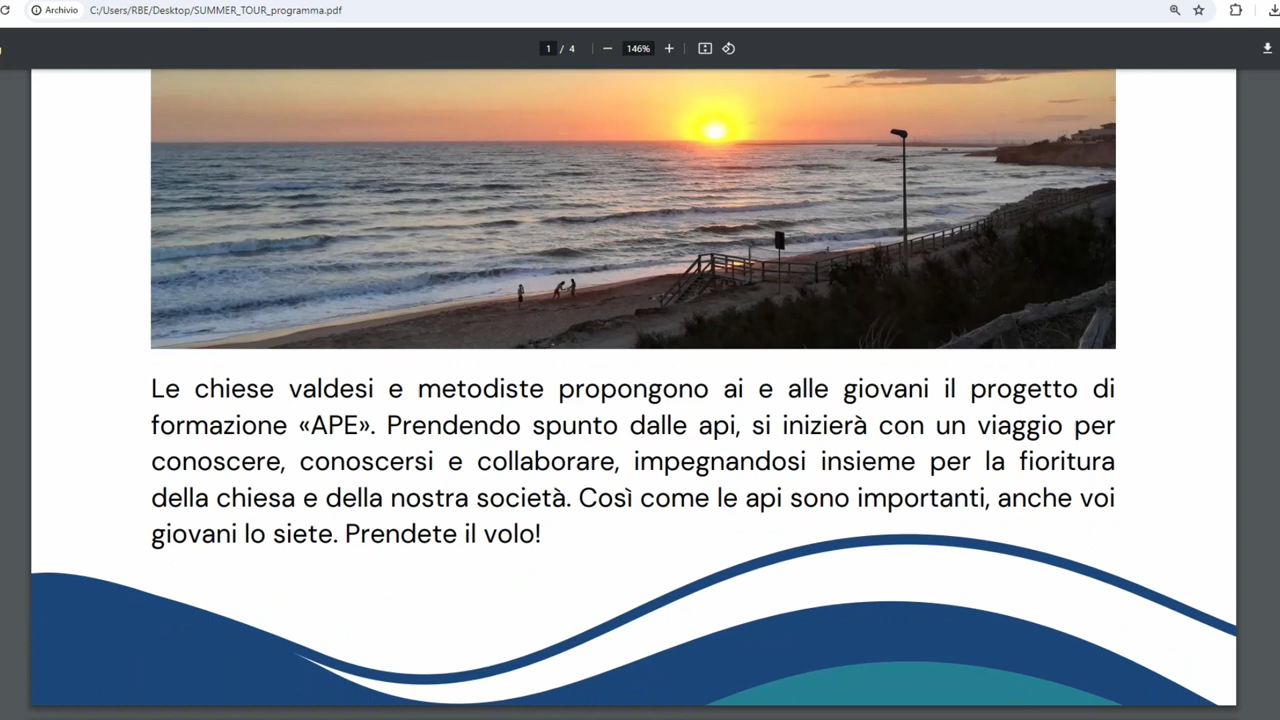 Archivio C:/Users/RBE/Desktop/SUMMER_TOUR_programma.pdf
1 / 4 146%
Le chiese valdesi e metodiste propongono ai e alle giovani il progetto di
formazione «APE». Prendendo spunto dalle api, si inizierà con un viaggio per
conoscere, conoscersi e collaborare, impegnandosi insieme per la fioritura
della chiesa e della nostra società. Così come le api sono importanti, anche voi
giovani lo siete. Prendete il volo!